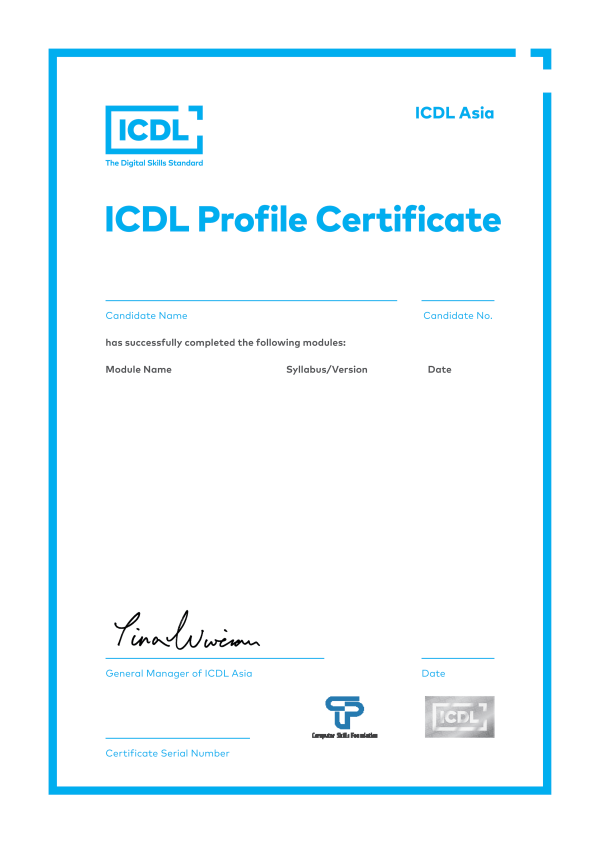 ICDL
The Digital Skills Standard
ICDL Asia
ICDL Profile Certificate
Candidate Name
Candidate No.
has successfully completed the following modules:
Module Name Syllabus/Version Date
General Manager of ICDL Asia
Date
Computer Skills Foundation
ICDL
Certificate Serial Number